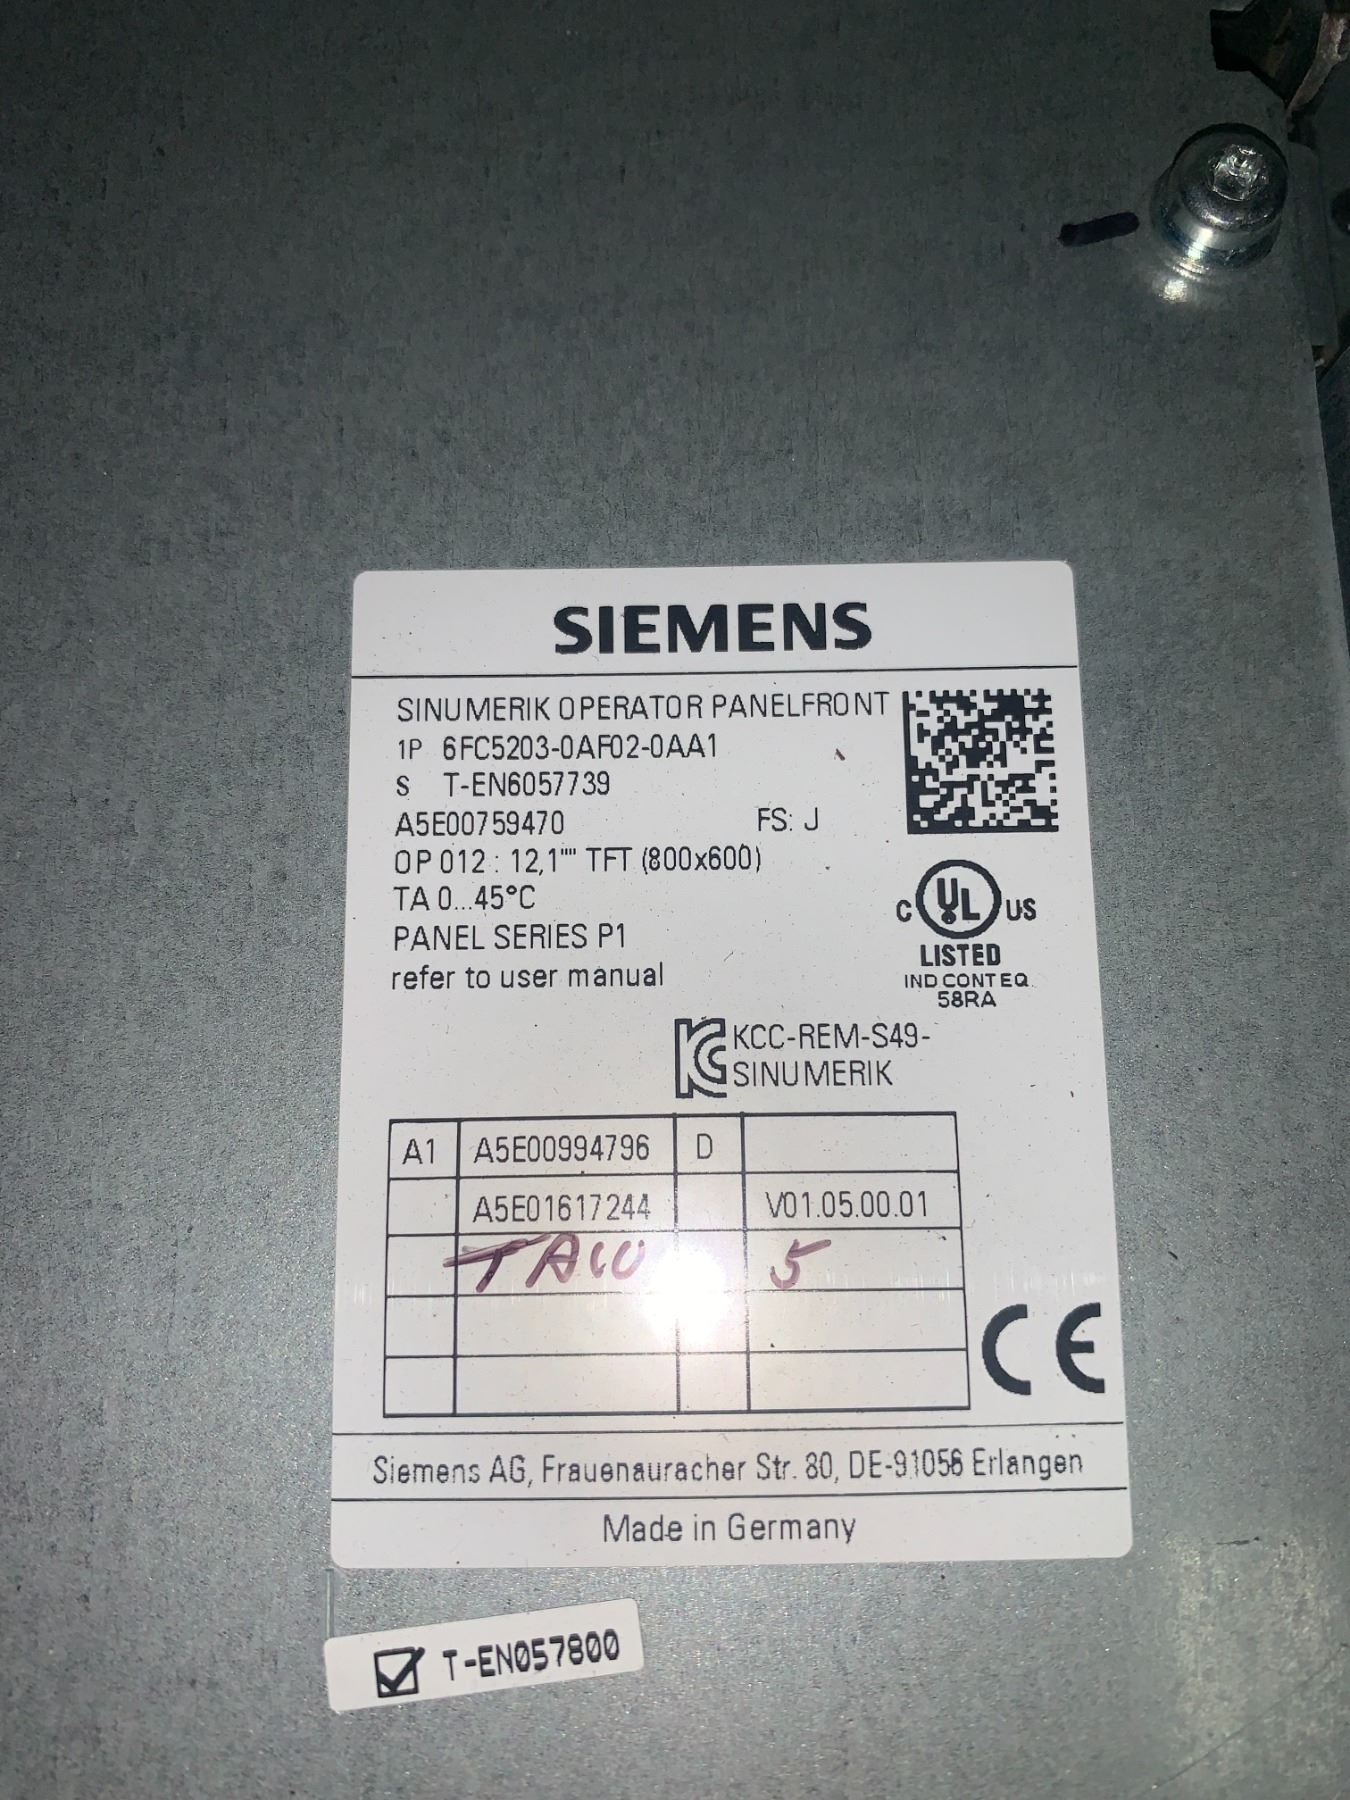 SIEMENS
SINUMERIK OPERATOR PANELFRONT
1P 6FC5203-0AF02-0AA1
S T-EN6057739
A5E00759470 FS: J
OP 012 : 12,1"" TFT (800x600)
TA 0...45°C
PANEL SERIES P1
refer to user manual
C UL US
LISTED
IND CONT EQ
58RA
KCC-REM-S49-
SINUMERIK
A1 A5E00994796 D
A5E01617244 V01.05.00.01
5
CE
Siemens AG, Frauenauracher Str. 80, DE-91056 Erlangen
Made in Germany
T-EN057800